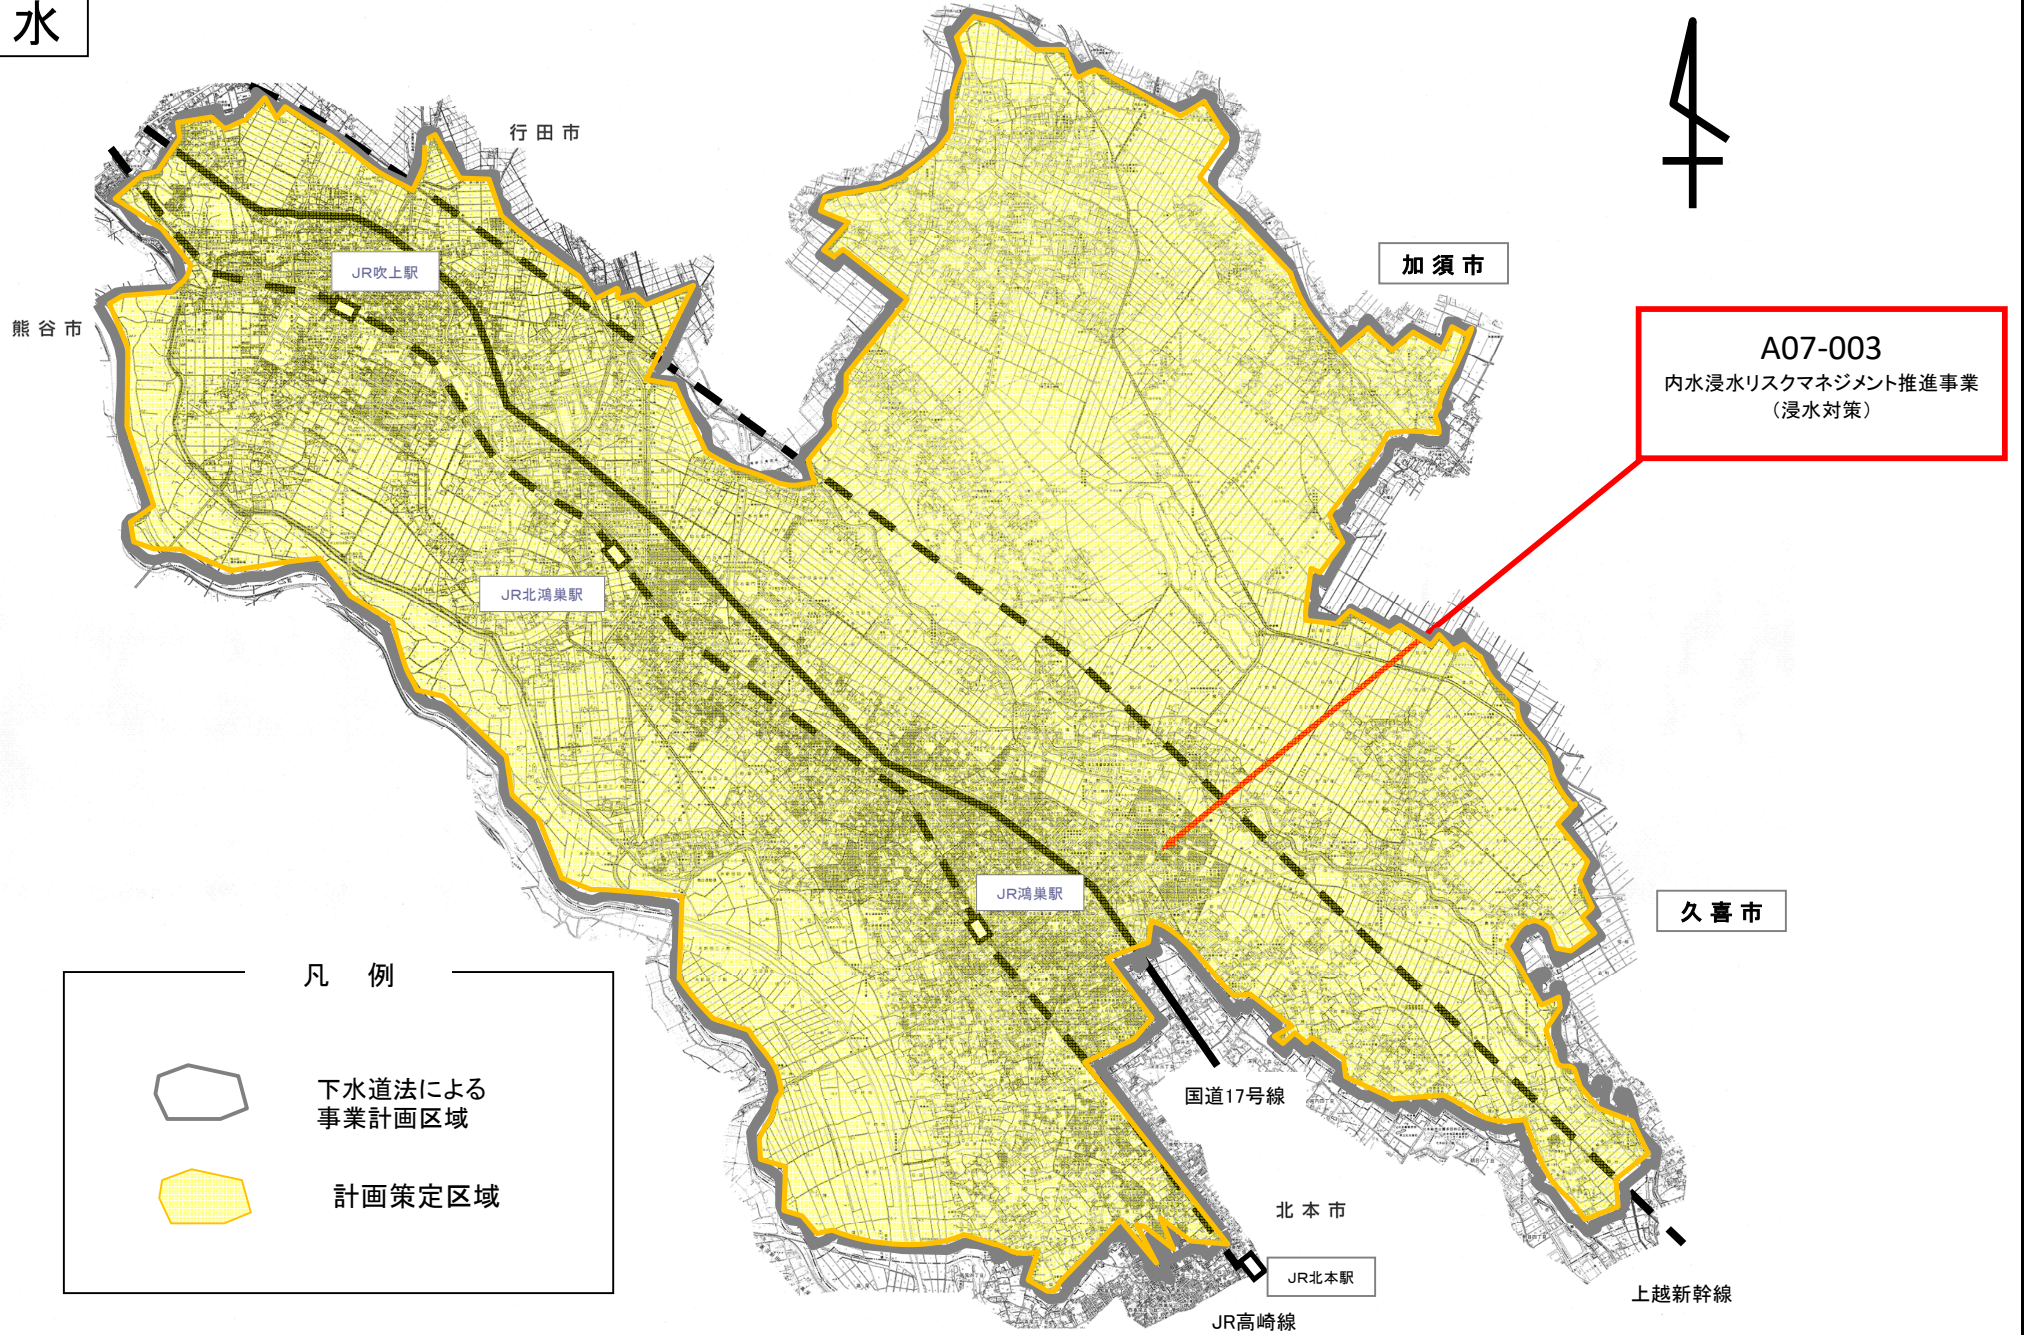 水
行田市
加須市
JR吹上駅
熊谷市
A07-003
内水浸水リスクマネジメント推進事業
（浸水対策）
JR北鴻巣駅
JR鴻巣駅
久喜市
凡 例
下水道法による
事業計画区域
計画策定区域
国道17号線
北本市
JR北本駅
上越新幹線
JR高崎線